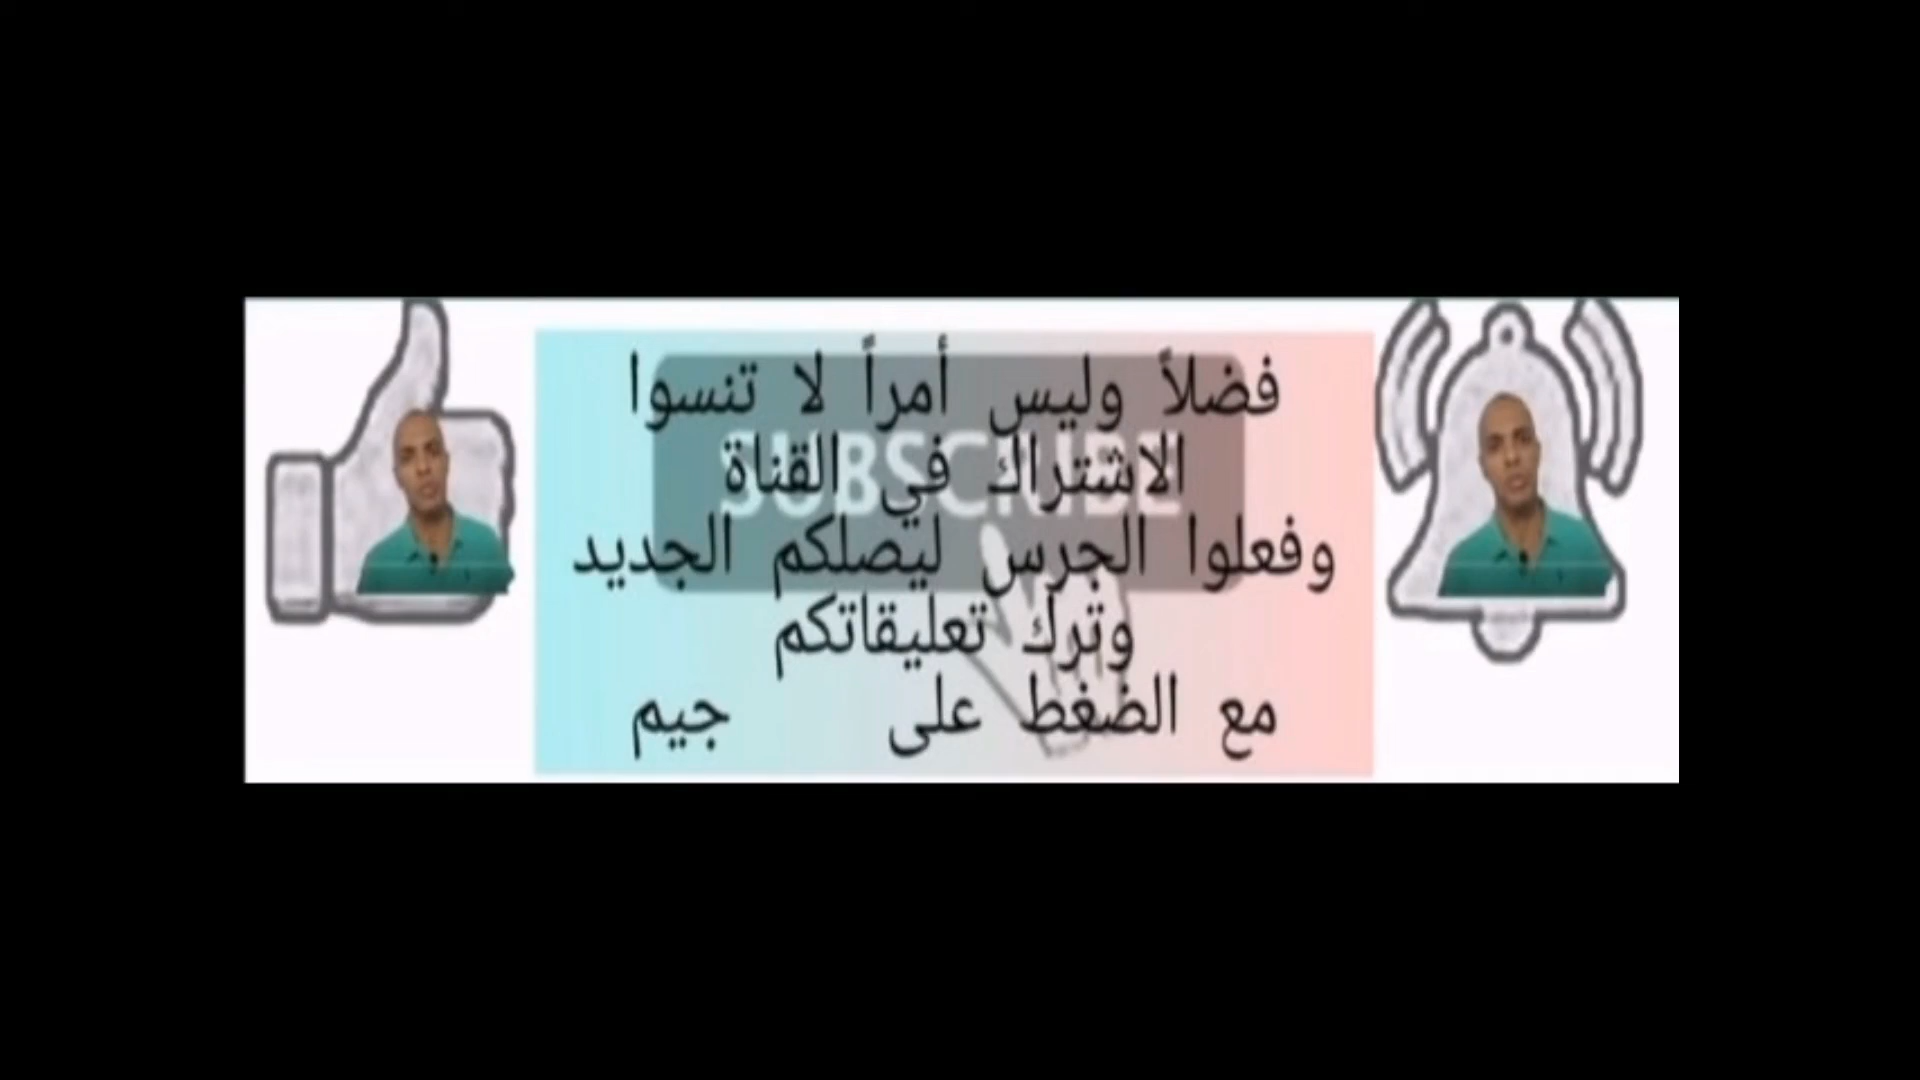 فضلاً وليس أمراً لا تنسوا
الاشتراك في القناة
وفعلوا الجرس ليصلكم الجديد
وترك تعليقاتكم
مع الضغط على جيم
SUBSCRIBE